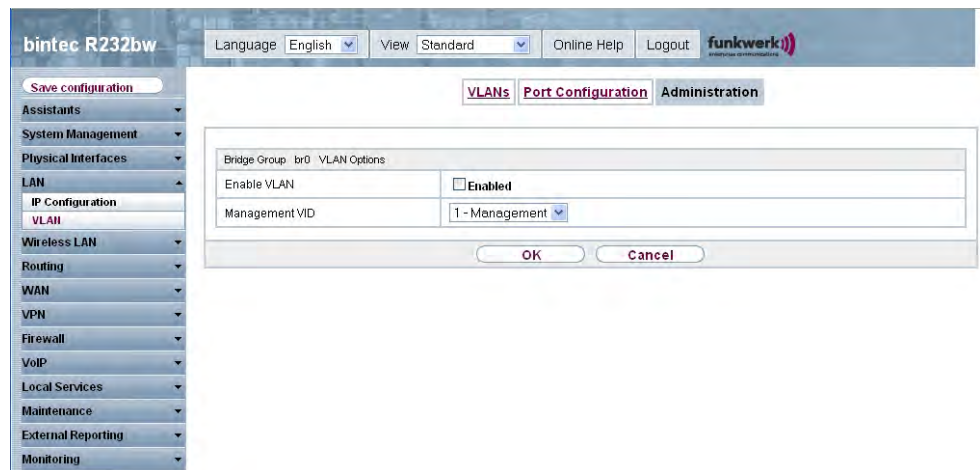 bintec R232bw
Language English View Standard Online Help Logout funkwerk
Save configuration
VLANs Port Configuration Administration
Assistants
System Management
Physical Interfaces
LAN
IP Configuration
VLAN
Wireless LAN
Routing
WAN
VPN
Firewall
VoIP
Local Services
Maintenance
External Reporting
Monitoring
Bridge Group br0 VLAN Options
Enable VLAN Enabled
Management VID 1 - Management
OK Cancel